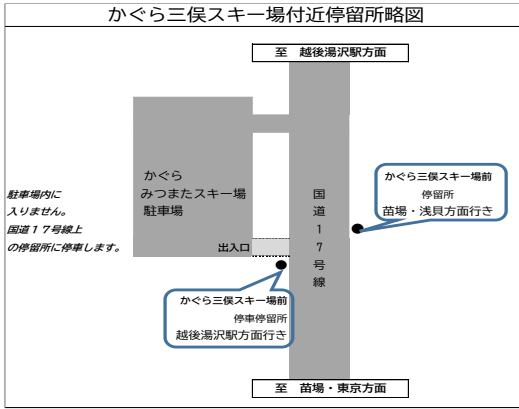 かぐら三俣スキー場付近停留所略図
至　越後湯沢駅方面
かぐら
みつまたスキー場
駐車場
駐車場内に
入りません。
国道１７号線上
の停留所に停車します。
出入口
国道１７号線
かぐら三俣スキー場前
停留所
苗場・浅貝方面行き
かぐら三俣スキー場前
停車停留所
越後湯沢駅方面行き
至　苗場・東京方面